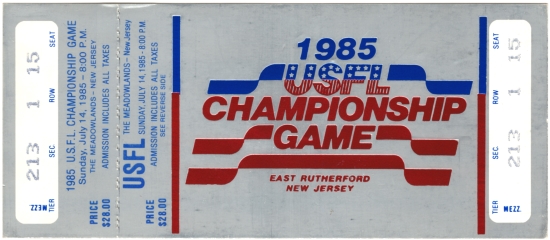 SEAT
15
ROW
1
SEC
213
TIER
MEZZ.
1985 U.S.F.L. CHAMPIONSHIP GAME
Sunday, July 14, 1985 - 8:00 P.M.
THE MEADOWLANDS - NEW JERSEY
PRICE $28.00
ADMISSION INCLUDES ALL TAXES
USFL
THE MEADOWLANDS - New Jersey
SUNDAY, JULY 14, 1985 - 8:00 P.M.
ADMISSION INCLUDES ALL TAXES
SEE REVERSE SIDE
PRICE $28.00
1985
USFL
CHAMPIONSHIP
GAME
EAST RUTHERFORD
NEW JERSEY
SEAT
15
ROW
1
SEC
213
TIER
MEZZ.